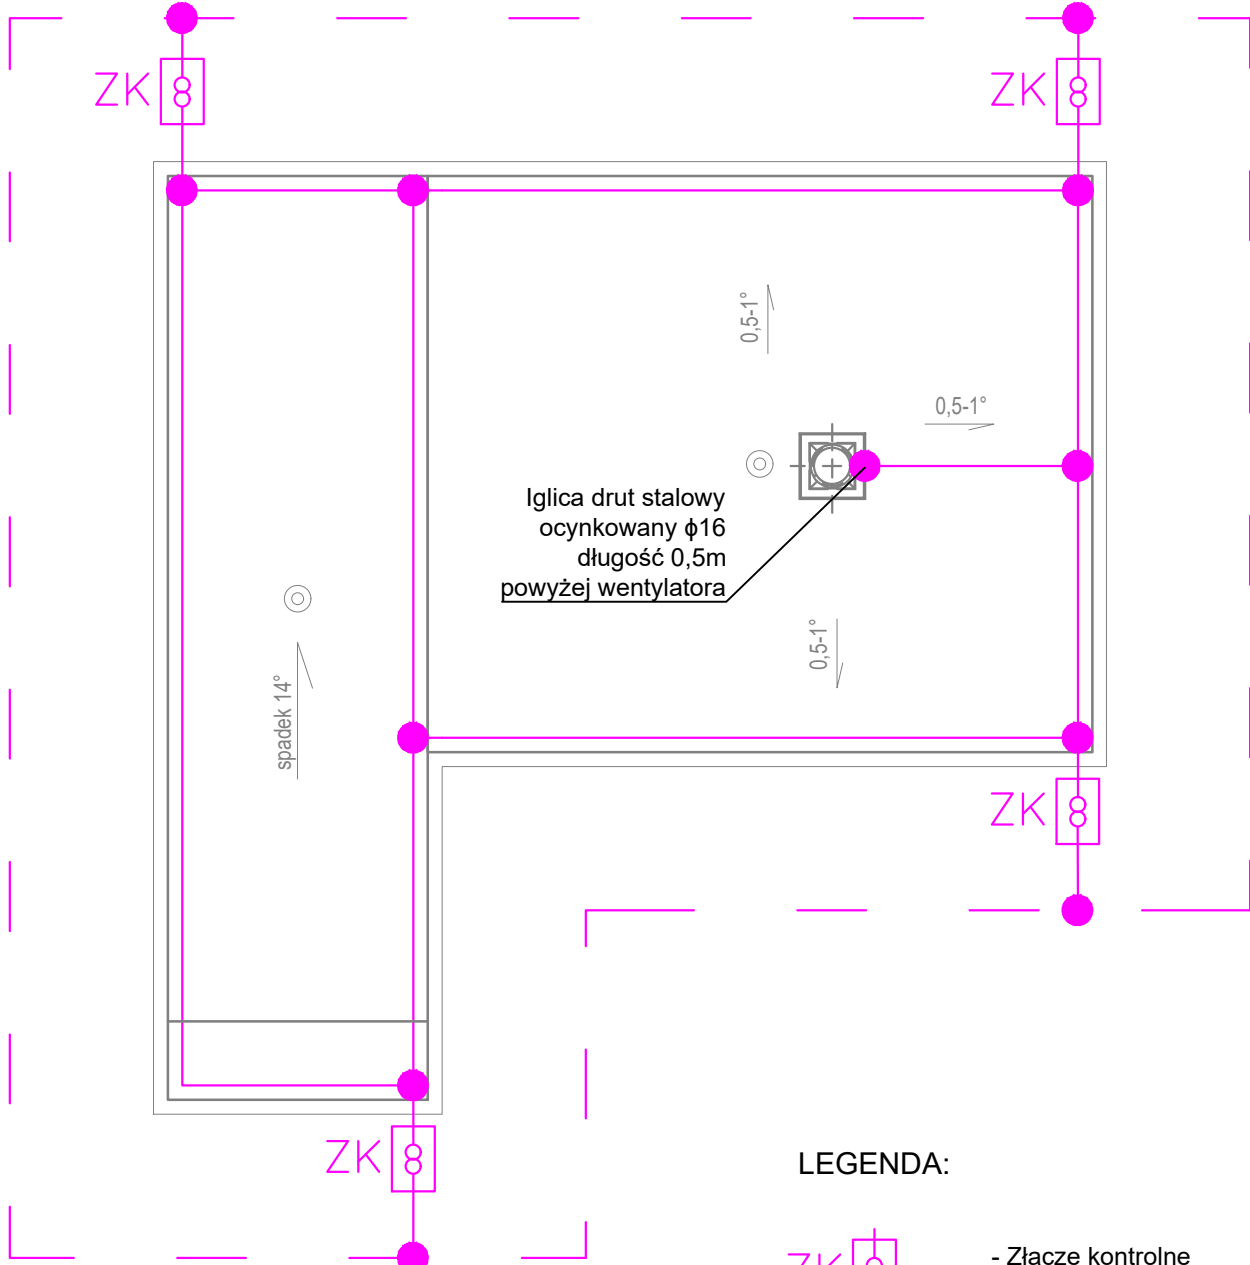 ZK
ZK
0,5-1°
0,5-1°
Iglica drut stalowy
ocynkowany ϕ16
długość 0,5m
powyżej wentylatora
0,5-1°
spadek 14°
ZK
ZK
LEGENDA:
ZK
- Złacze kontrolne